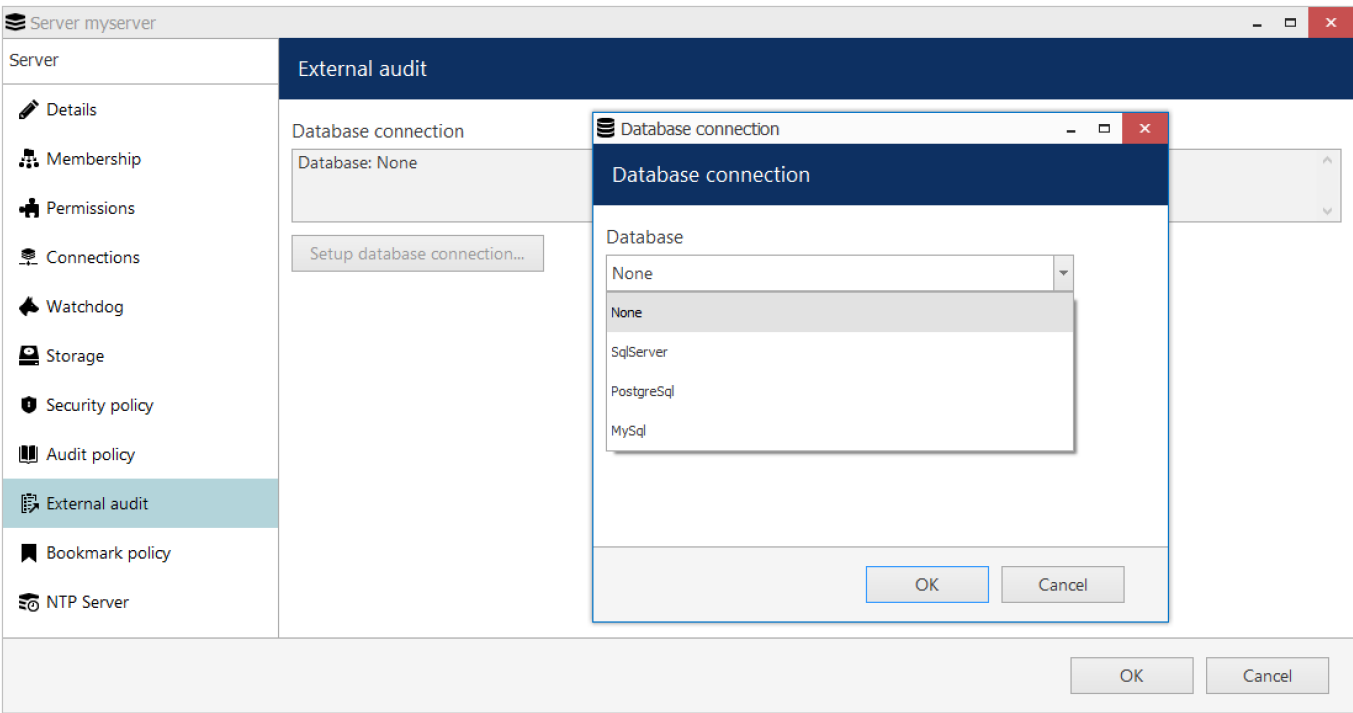 Server myserver
Server
Details
Membership
Permissions
Connections
Watchdog
Storage
Security policy
Audit policy
External audit
Bookmark policy
NTP Server
External audit
Database connection
Database: None
Setup database connection...
Database connection
Database connection
Database
None
None
SqlServer
PostgreSql
MySql
OK
Cancel
OK
Cancel